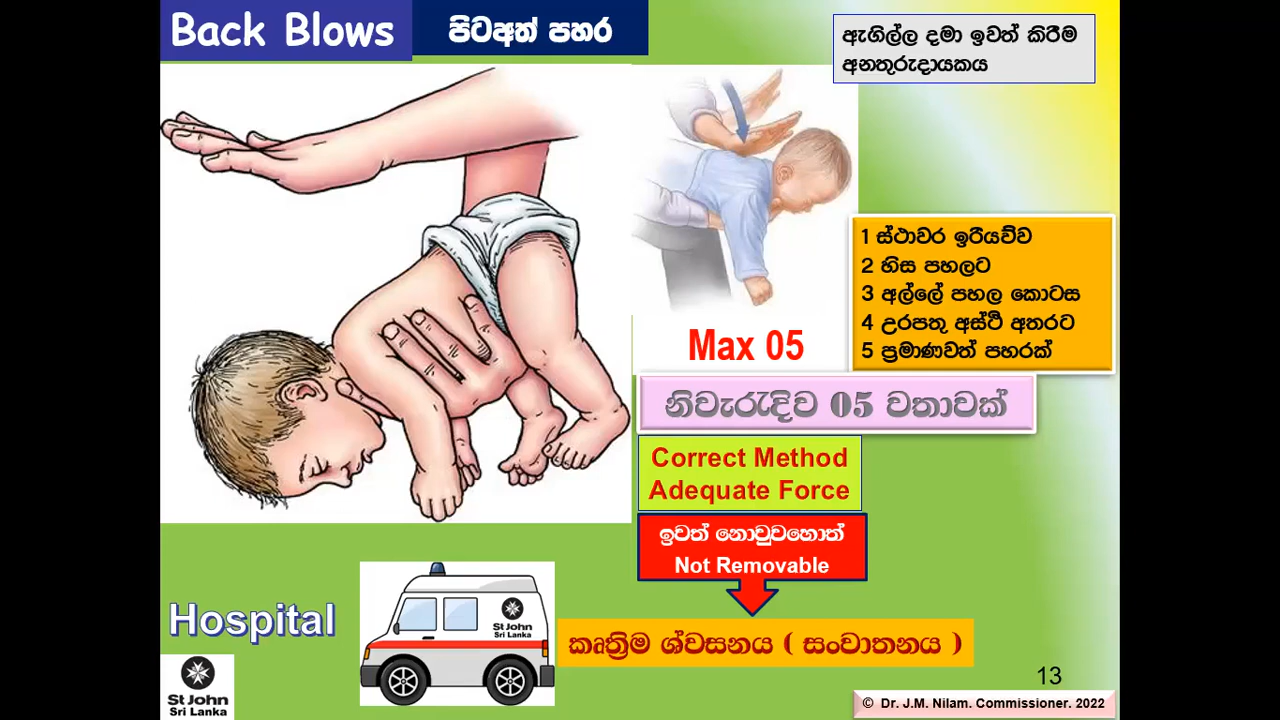 Back Blows
පිටඅත් පහර
ඇගිල්ල දමා ඉවත් කිරීම
අනතුරුදායකය
1 ස්ථාවර ඉරියව්ව
2 හිස පහලට
3 අල්ලේ පහල කොටස
4 උරපතු අස්ථි අතරට
5 ප්‍රමාණවත් පහරක්
Max 05
නිවැරැදිව 05 වතාවක්
Correct Method
Adequate Force
ඉවත් නොවුවහොත්
Not Removable
Hospital
St John
Sri Lanka
කෘත්‍රිම ශ්වසනය ( සංවාතනය )
St John
Sri Lanka
13
© Dr. J.M. Nilam. Commissioner. 2022